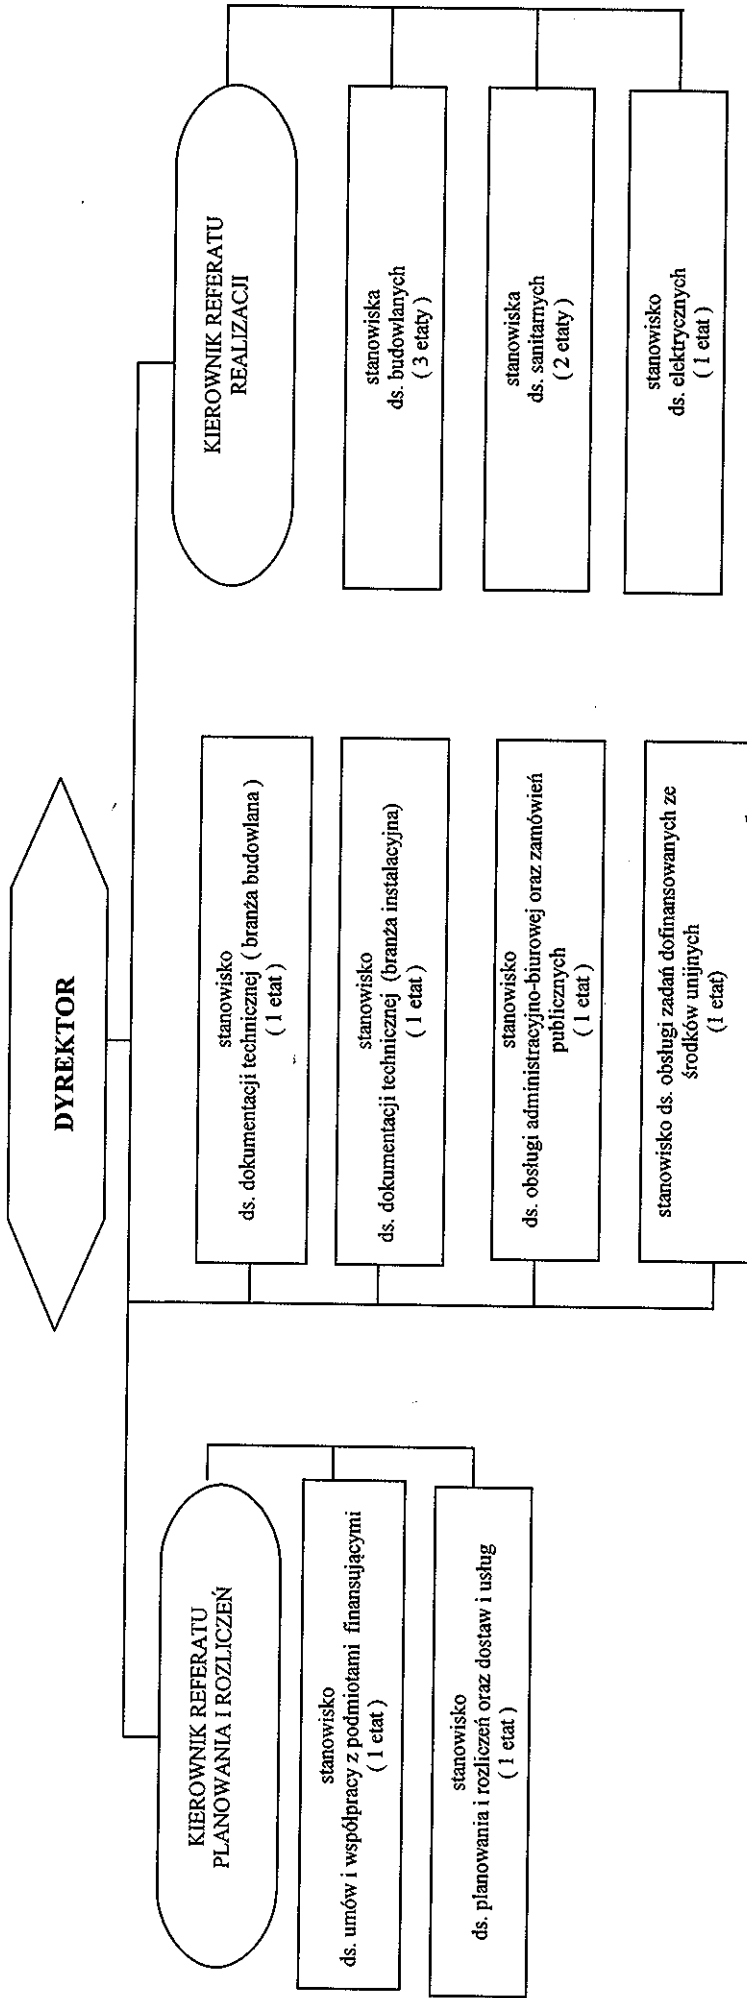 DYREKTOR
KIEROWNIK REFERATU
PLANOWANIA I ROZLICZEŃ
stanowisko
ds. umów i współpracy z podmiotami finansującymi
( 1 etat )
stanowisko
ds. planowania i rozliczeń oraz dostaw i usług
( 1 etat )
stanowisko
ds. dokumentacji technicznej ( branża budowlana )
( 1 etat )
stanowisko
ds. dokumentacji technicznej (branża instalacyjna)
( 1 etat )
stanowisko
ds. obsługi administracyjno-biurowej oraz zamówień
publicznych
( 1 etat )
stanowisko ds. obsługi zadań dofinansowanych ze
środków unijnych
(1 etat)
KIEROWNIK REFERATU
REALIZACJI
stanowiska
ds. budowlanych
( 3 etaty )
stanowiska
ds. sanitarnych
( 2 etaty )
stanowisko
ds. elektrycznych
( 1 etat )